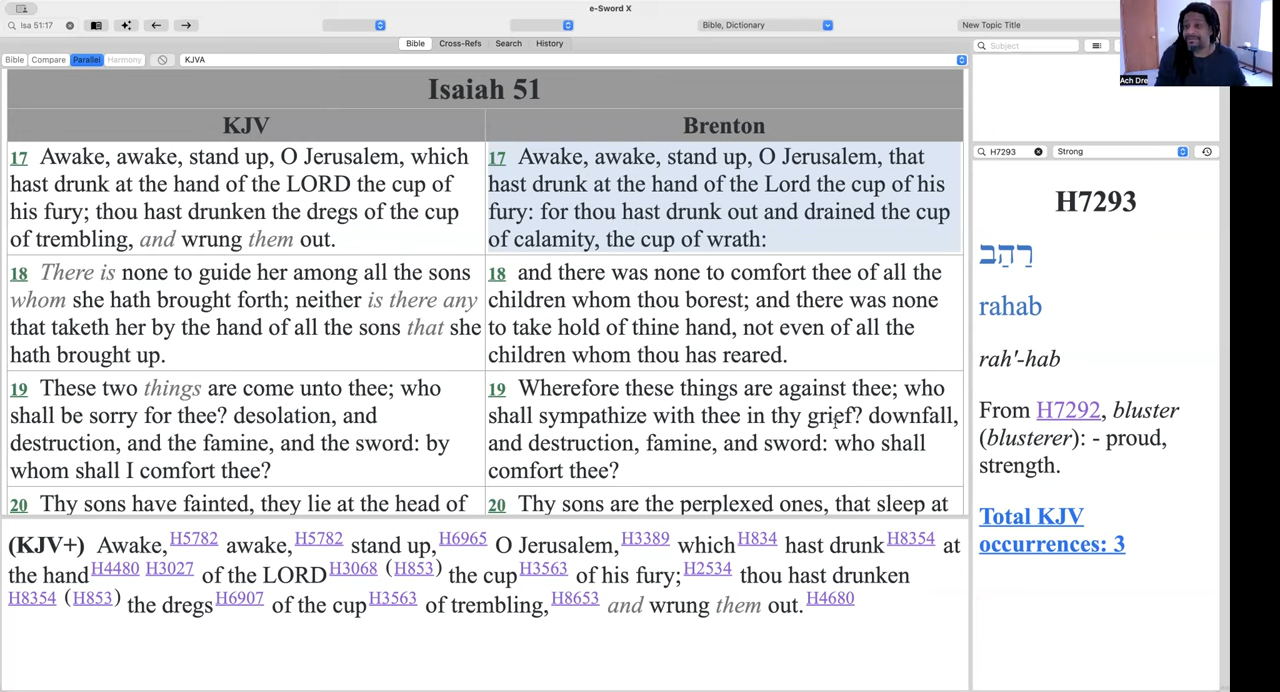 e-Sword X
Isa 51:17
Bible, Dictionary
New Topic Title
Bible Cross-Refs Search History
Subject
Bible Compare Parallel Harmony
KJVA
Ach Dre
Isaiah 51
KJV
Brenton
17 Awake, awake, stand up, O Jerusalem, which
hast drunk at the hand of the LORD the cup of
his fury; thou hast drunken the dregs of the cup
of trembling, and wrung them out.
17 Awake, awake, stand up, O Jerusalem, that
hast drunk at the hand of the Lord the cup of his
fury: for thou hast drunk out and drained the cup
of calamity, the cup of wrath:
18 There is none to guide her among all the sons
whom she hath brought forth; neither is there any
that taketh her by the hand of all the sons that she
hath brought up.
18 and there was none to comfort thee of all the
children whom thou borest; and there was none
to take hold of thine hand, not even of all the
children whom thou has reared.
19 These two things are come unto thee; who
shall be sorry for thee? desolation, and
destruction, and the famine, and the sword: by
whom shall I comfort thee?
19 Wherefore these things are against thee; who
shall sympathize with thee in thy grief? downfall,
and destruction, famine, and sword: who shall
comfort thee?
20 Thy sons have fainted, they lie at the head of
20 Thy sons are the perplexed ones, that sleep at
(KJV+) Awake,H5782 awake,H5782 stand up,H6965 O Jerusalem,H3389 which H834 hast drunk H8354 at
the hand H4480 H3027 of the LORD H3068 (H853) the cup H3563 of his fury;H2534 thou hast drunken
H8354 (H853) the dregs H6907 of the cup H3563 of trembling,H8653 and wrung them out.H4680
H7293
Strong
H7293
רַהַב
rahab
rah'-hab
From H7292, bluster
(blusterer): - proud,
strength.
Total KJV
occurrences: 3